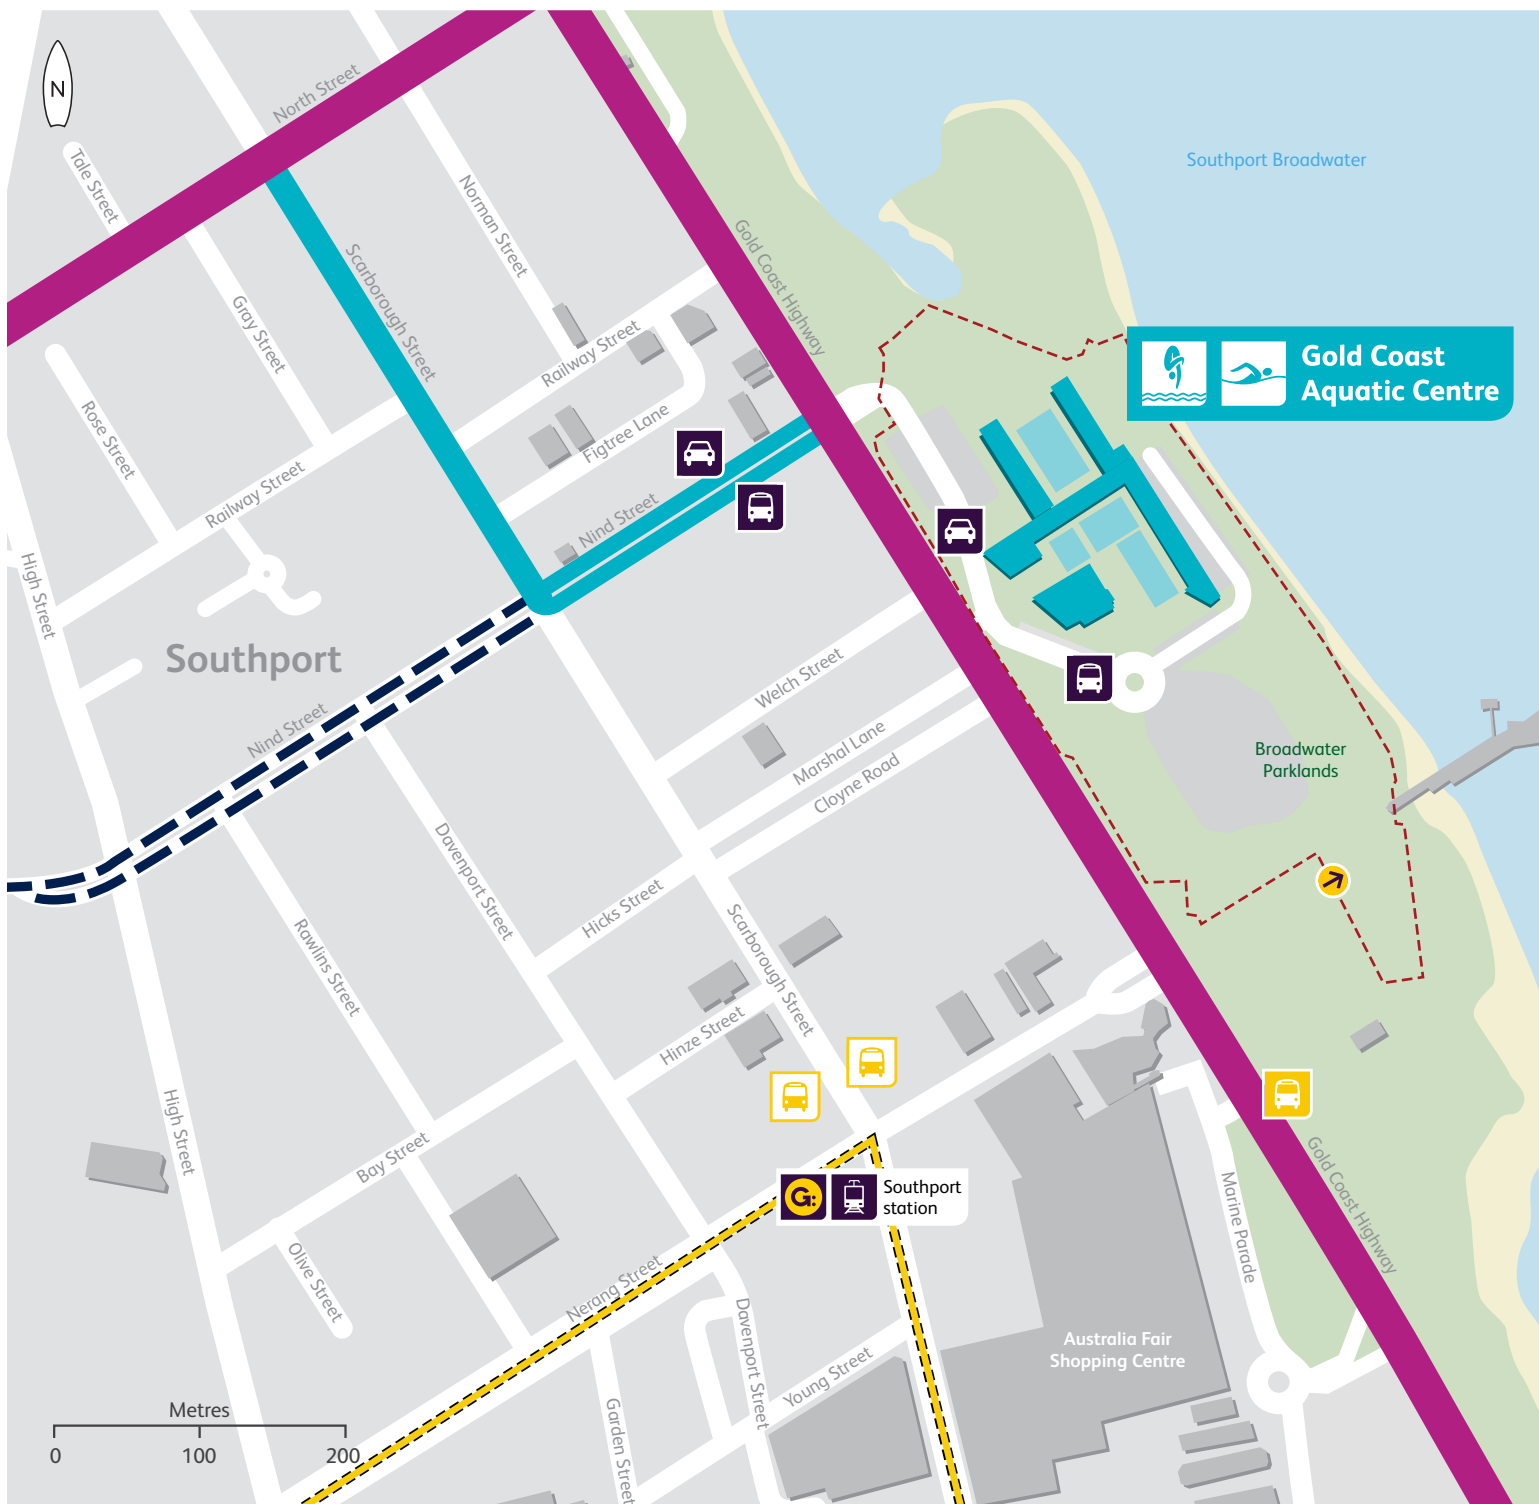 N
North Street
Tale Street
Norman Street
Southport Broadwater
Gold Coast Highway
Scarborough Street
Gray Street
Railway Street
Gold Coast
Aquatic Centre
Rose Street
Figtree Lane
Railway Street
Nind Street
High Street
Southport
Welch Street
Nind Street
Marshal Lane
Cloyne Road
Broadwater
Parklands
Davenport Street
Hicks Street
Scarborough Street
Rawlins Street
Hinze Street
High Street
Bay Street
G:
Southport
station
Gold Coast Highway
Marine Parade
Olive Street
Nerang Street
Davenport Street
Australia Fair
Shopping Centre
Young Street
Garden Street
Metres
0 100 200